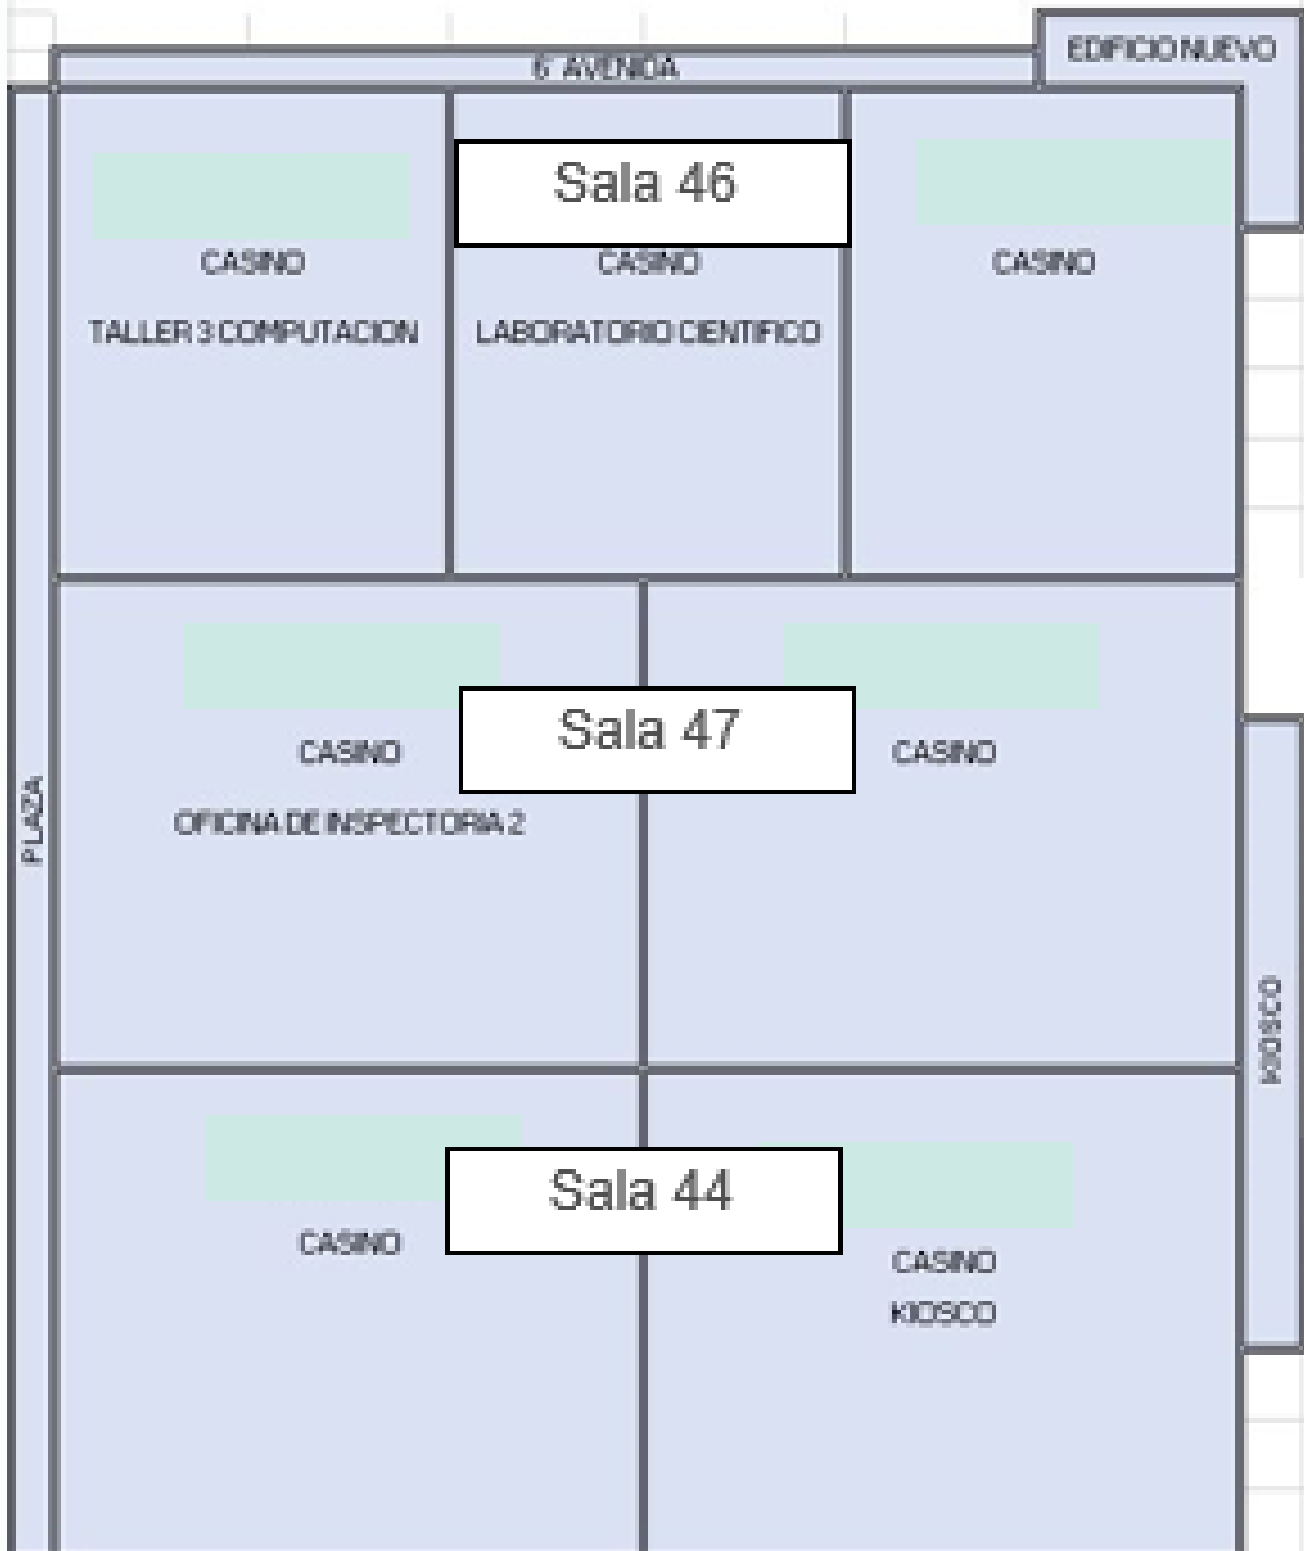 EDIFICIO NUEVO
6° AVENIDA
Sala 46
CASINO
CASINO
CASINO
TALLER 3 COMPUTACION
LABORATORIO CIENTIFICO
Sala 47
CASINO
CASINO
OFICINA DE INSPECTORIA 2
PLAZA
KIOSCO
Sala 44
CASINO
CASINO
KIOSCO